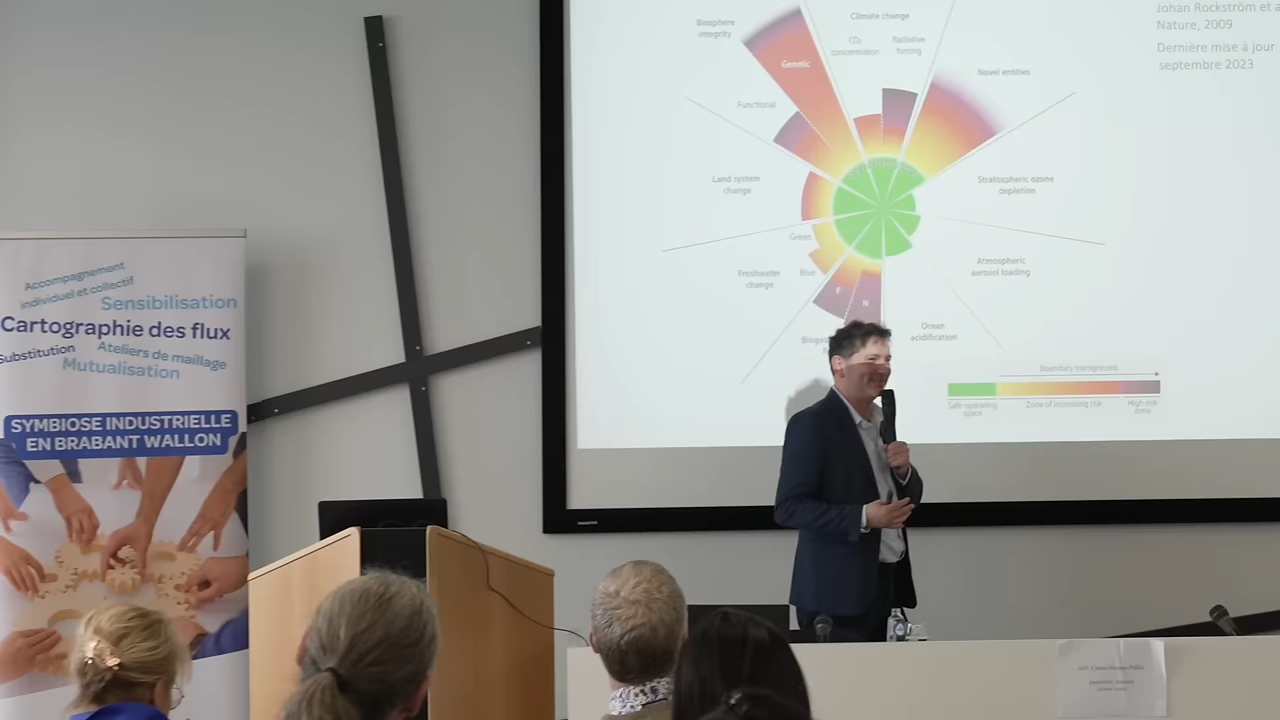 Accompagnement
individuel et collectif
Sensibilisation
Cartographie des flux
Substitution
Ateliers de maillage
Mutualisation
SYMBIOSE INDUSTRIELLE
EN BRABANT WALLON
Johan Rockström et a
Nature, 2009
Dernière mise à jour
septembre 2023
Biosphere
integrity
Genetic
Functional
Climate change
CO₂
concentration
Radiative
forcing
Novel entities
Land system
change
Stratospheric ozone
depletion
Green
Blue
Freshwater
change
Atmospheric
aerosol loading
P
N
Ocean
acidification
Boundary transgressed
Safe operating
space
Zone of increasing risk
High risk
zone